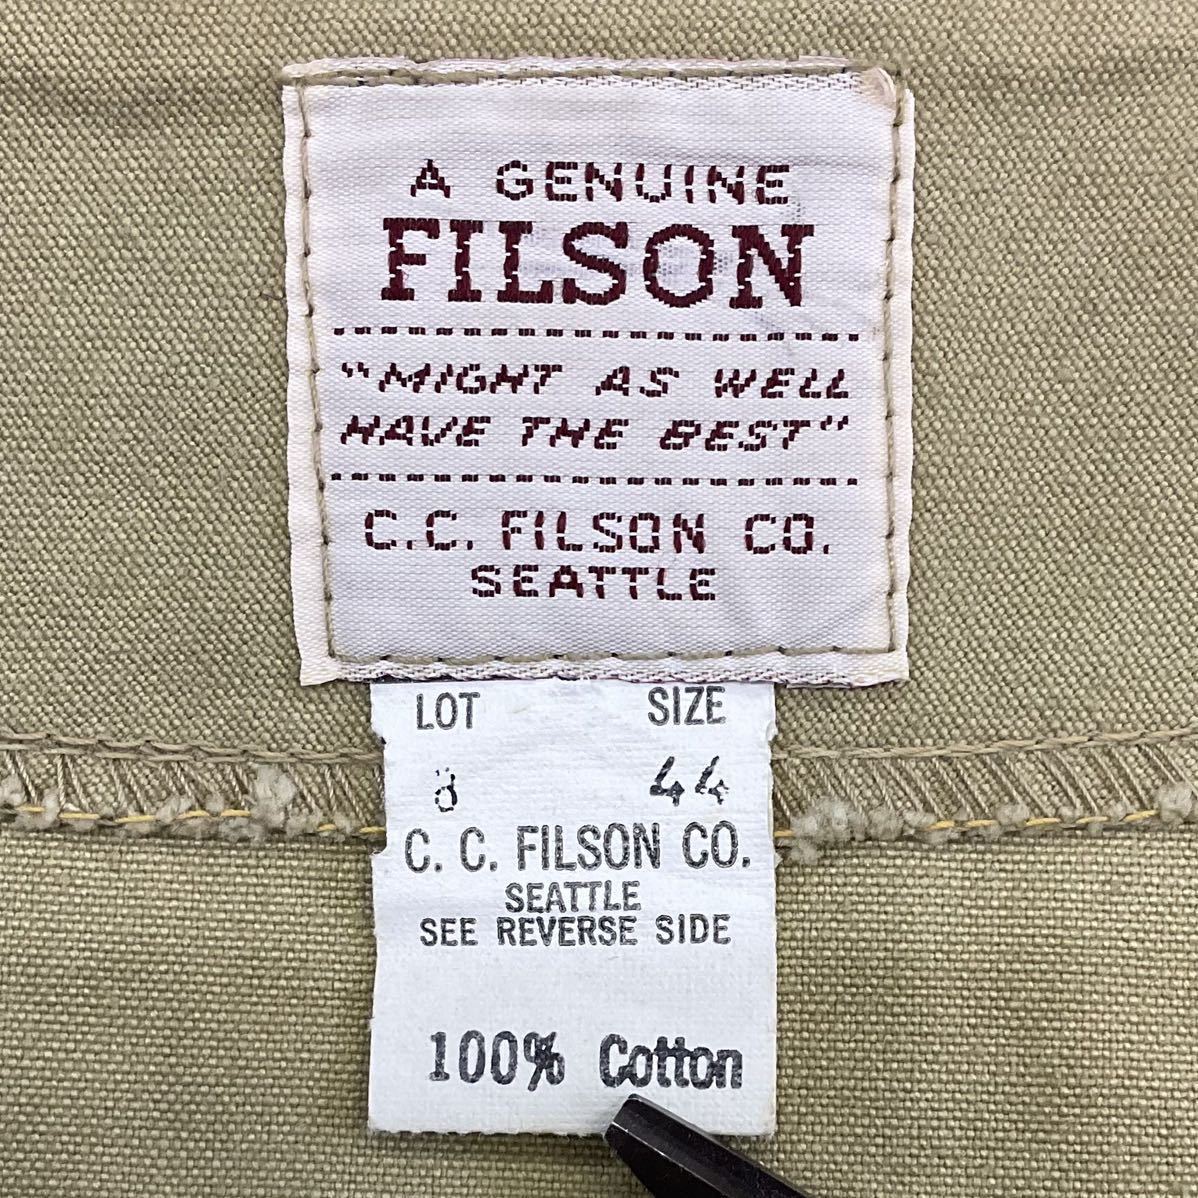 A GENUINE
FILSON
"MIGHT AS WELL
HAVE THE BEST"
C.C. FILSON CO.
SEATTLE
LOT SIZE
44
C. C. FILSON CO.
SEATTLE
SEE REVERSE SIDE
100% Cotton